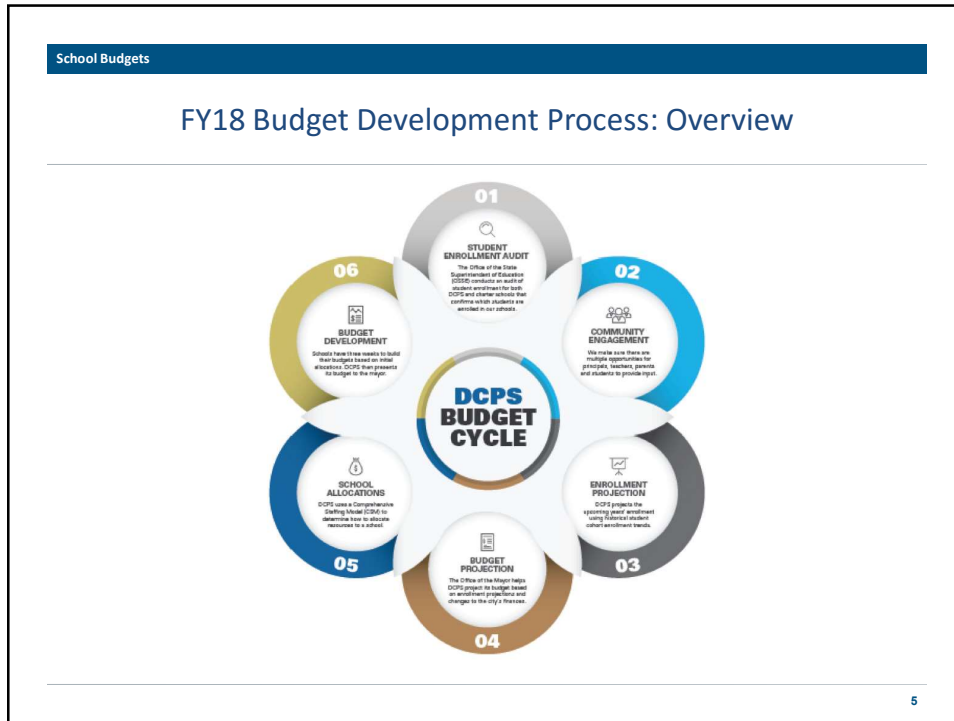 School Budgets
FY18 Budget Development Process: Overview
01
STUDENT
ENROLLMENT AUDIT
The Office of the State
Superintendent of Education
(OSSE) conducts an audit of
student enrollment for both
DCPS and charter schools that
confirms which students are
enrolled in our schools.
02
COMMUNITY
ENGAGEMENT
We make sure there are
multiple opportunities for
principals, teachers, parents
and students to provide input.
ENROLLMENT
PROJECTION
DCPS projects the
upcoming years' enrollment
using historical student
cohort enrollment trends.
03
BUDGET
PROJECTION
The Office of the Mayor helps
DCPS project its budget based
on enrollment projections and
changes to the city's finances.
04
SCHOOL
ALLOCATIONS
DCPS uses a Comprehensive
Staffing Model (CSM) to
determine how to allocate
resources to a school.
05
06
BUDGET
DEVELOPMENT
Schools have three weeks to build
their budgets based on initial
allocations. DCPS then presents
its budget to the mayor.
DCPS
BUDGET
CYCLE
5